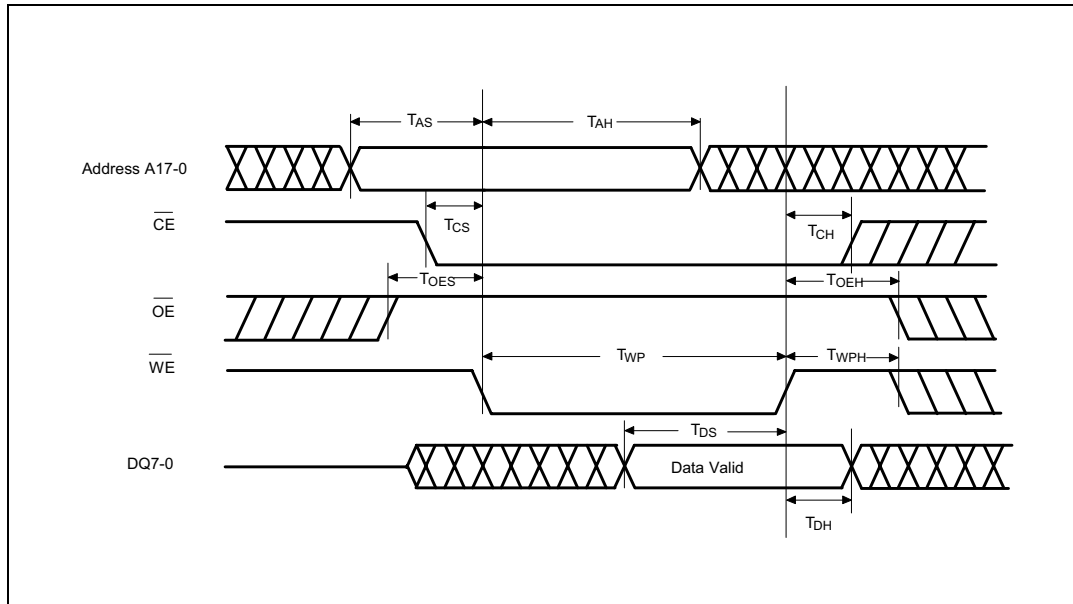 TAS
TAH
Address A17-0
TCS
TCH
CE
TOES
TOEH
OE
TWP
TWPH
WE
TDS
DQ7-0
Data Valid
TDH